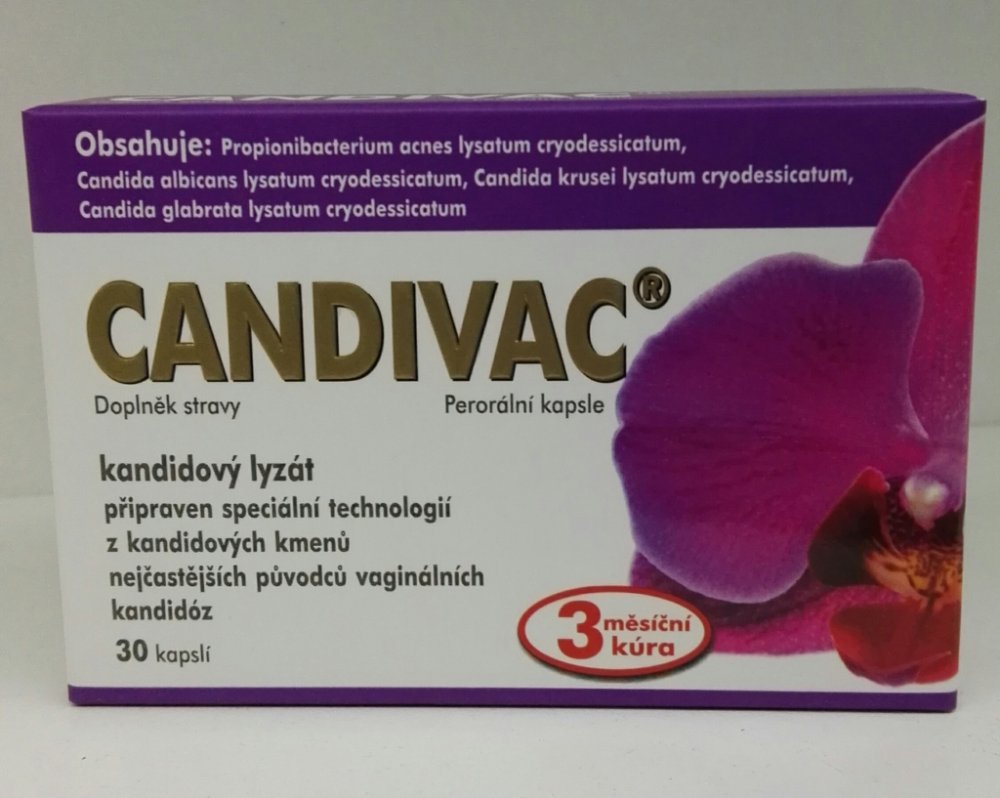 Obsahuje: Propionibacterium acnes lysatum cryodessicatum,
Candida albicans lysatum cryodessicatum, Candida krusei lysatum cryodessicatum,
Candida glabrata lysatum cryodessicatum
CANDIVAC®
Doplněk stravy Perorální kapsle
kandidový lyzát
připraven speciální technologií
z kandidových kmenů
nejčastějších původců vaginálních
kandidóz
30 kapslí
3 měsíční
kúra